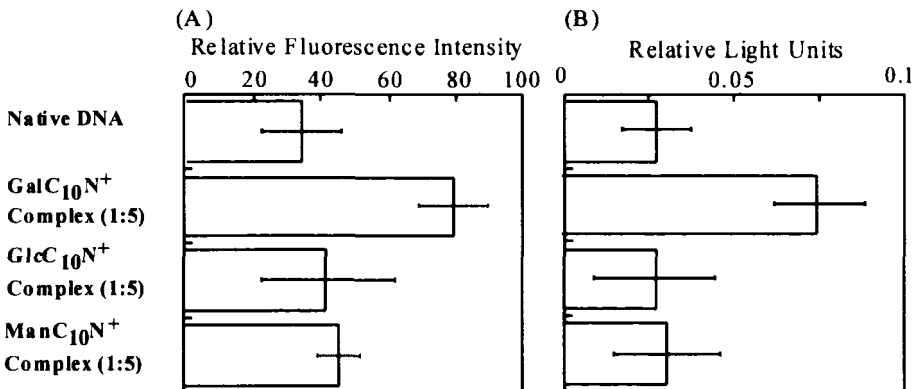 (A)
(B)
Relative Fluorescence Intensity
Relative Light Units
0 20 40 60 80 100
0 0.05 0.1
Native DNA
GalC₁₀N⁺
Complex (1:5)
GlcC₁₀N⁺
Complex (1:5)
ManC₁₀N⁺
Complex (1:5)